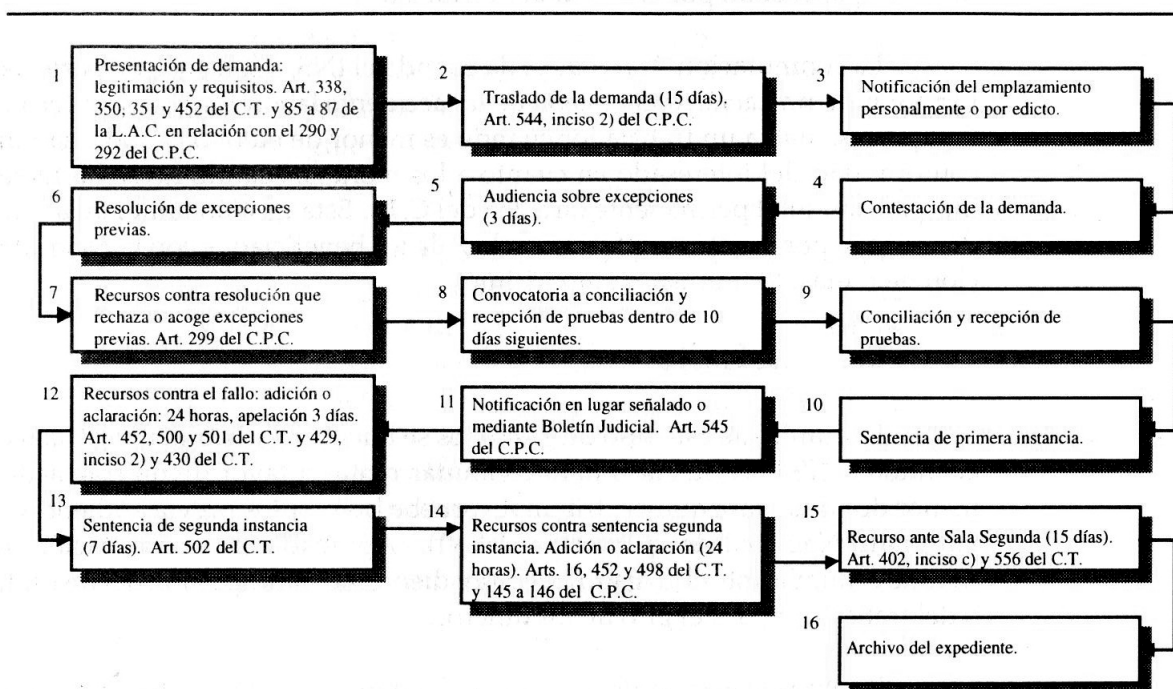 1
Presentación de demanda:
legitimación y requisitos. Art. 338,
350, 351 y 452 del C.T. y 85 a 87 de
la L.A.C. en relación con el 290 y
292 del C.P.C.
2
Traslado de la demanda (15 días).
Art. 544, inciso 2) del C.P.C.
3
Notificación del emplazamiento
personalmente o por edicto.
4
Contestación de la demanda.
5
Audiencia sobre excepciones
(3 días).
6
Resolución de excepciones
previas.
7
Recursos contra resolución que
rechaza o acoge excepciones
previas. Art. 299 del C.P.C.
8
Convocatoria a conciliación y
recepción de pruebas dentro de 10
días siguientes.
9
Conciliación y recepción de
pruebas.
10
Sentencia de primera instancia.
11
Notificación en lugar señalado o
mediante Boletín Judicial. Art. 545
del C.P.C.
12
Recursos contra el fallo: adición o
aclaración: 24 horas, apelación 3 días.
Art. 452, 500 y 501 del C.T. y 429,
inciso 2) y 430 del C.T.
13
Sentencia de segunda instancia
(7 días). Art. 502 del C.T.
14
Recursos contra sentencia segunda
instancia. Adición o aclaración (24
horas). Arts. 16, 452 y 498 del C.T.
y 145 a 146 del C.P.C.
15
Recurso ante Sala Segunda (15 días).
Art. 402, inciso c) y 556 del C.T.
16
Archivo del expediente.